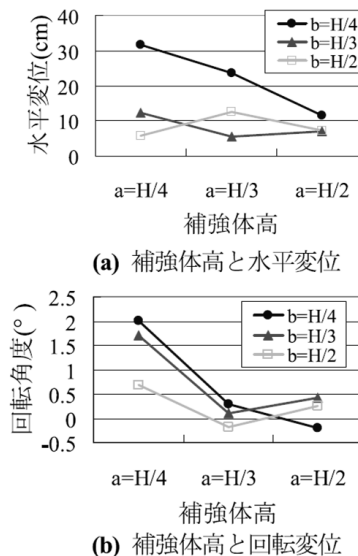 水平変位(cm)
40
30
20
10
0
b=H/4
b=H/3
b=H/2
a=H/4 a=H/3 a=H/2
補強体高
(a) 補強体高と水平変位
回転角度(°)
2.5
2
1.5
1
0.5
0
-0.5
b=H/4
b=H/3
b=H/2
a=H/4 a=H/3 a=H/2
補強体高
(b) 補強体高と回転変位